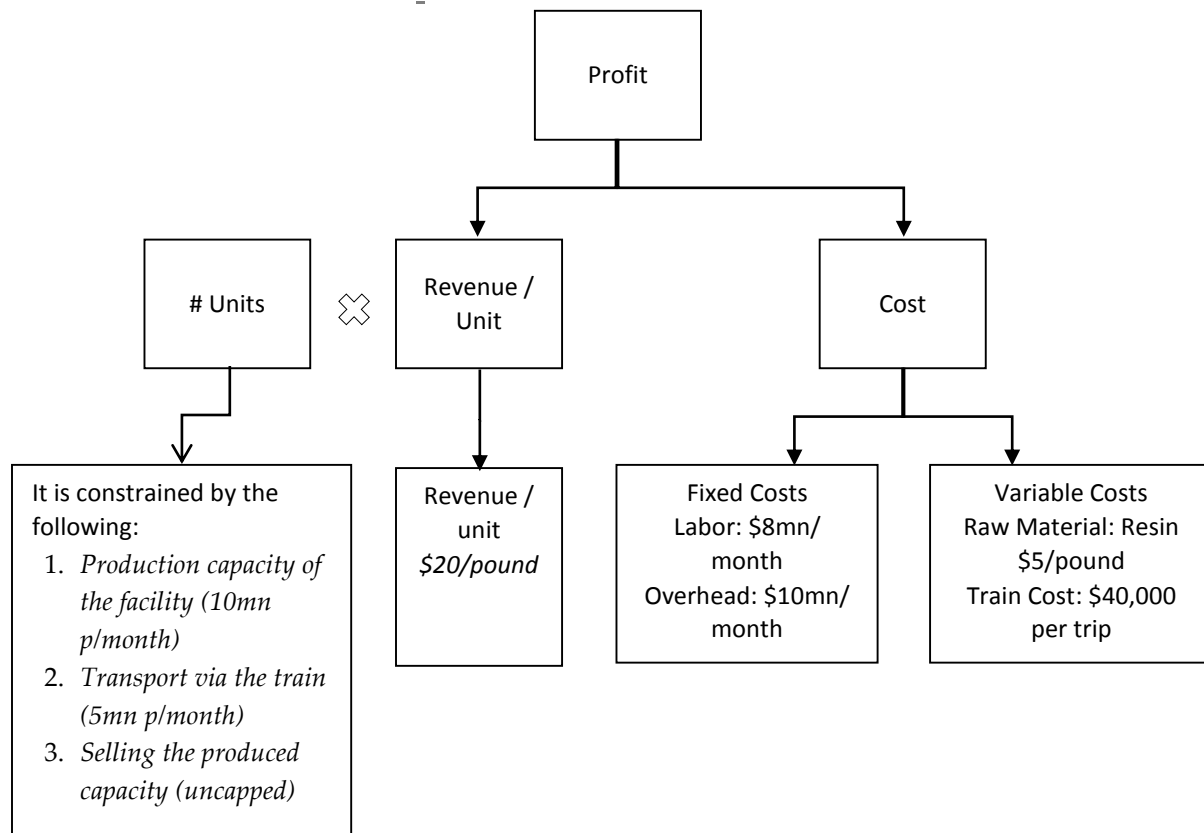 Profit
# Units
Revenue /
Unit
Cost
It is constrained by the
following:
1. Production capacity of
the facility (10mn
p/month)
2. Transport via the train
(5mn p/month)
3. Selling the produced
capacity (uncapped)
Revenue /
unit
$20/pound
Fixed Costs
Labor: $8mn/
month
Overhead: $10mn/
month
Variable Costs
Raw Material: Resin
$5/pound
Train Cost: $40,000
per trip